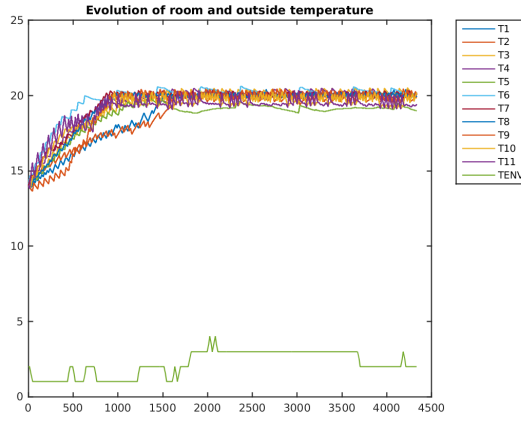 Evolution of room and outside temperature
25
20
15
10
5
0
0 500 1000 1500 2000 2500 3000 3500 4000 4500
T1
T2
T3
T4
T5
T6
T7
T8
T9
T10
T11
TENV